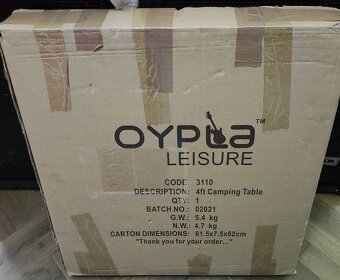 OYPLA™
LEISURE
CODE: 3110
DESCRIPTION: 4ft Camping Table
QTY: 1
BATCH NO.: 02021
G.W.: 5.4 kg
N.W.: 4.7 kg
CARTON DIMENSIONS: 61.5x7.5x62cm
"Thank you for your order..."